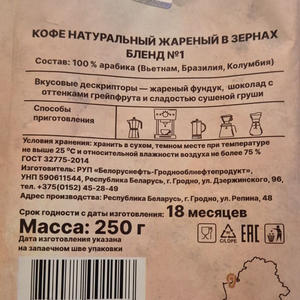 КОФЕ НАТУРАЛЬНЫЙ ЖАРЕНЫЙ В ЗЕРНАХ
БЛЕНД №1
Состав: 100 % арабика (Вьетнам, Бразилия, Колумбия)
Вкусовые дескрипторы — жареный фундук, шоколад с
оттенками грейпфрута и сладостью сушеной груши
Способы
приготовления
Условия хранения: хранить в сухом, темном месте при температуре
не выше 25 °С и относительности воздуха не более 75 %
ГОСТ 32775-2014
Изготовитель: РУП «Белоруснефть-Гроднооблнефтепродукт»,
УНП 590611544, Республика Беларусь, г. Гродно, ул. Дзержинского, 96,
тел. +375(0152) 45-28-49
Адрес производства: Республика Беларусь, г. Гродно, ул. Репина, 48
Срок годности с даты изготовления: 18 месяцев
Масса: 250 г
Дата изготовления указана
на запаечном шве упаковки
C/LDPE
EAC